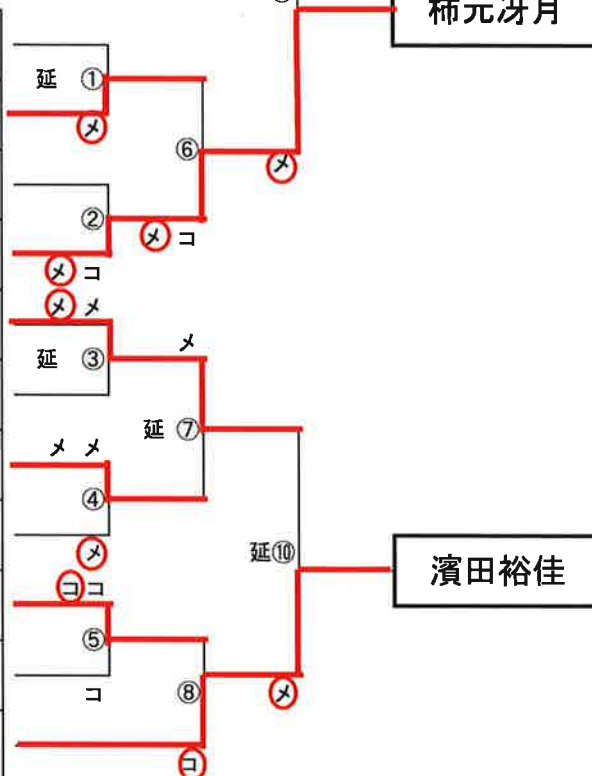 柿元冴月
延 ①
メ
⑥
メ
②
メ コ
メ コ
メ メ
延 ③
メ
延 ⑦
メ メ
④
メ
延⑩
濱田裕佳
コ コ
⑤
コ
⑧
メ
コ